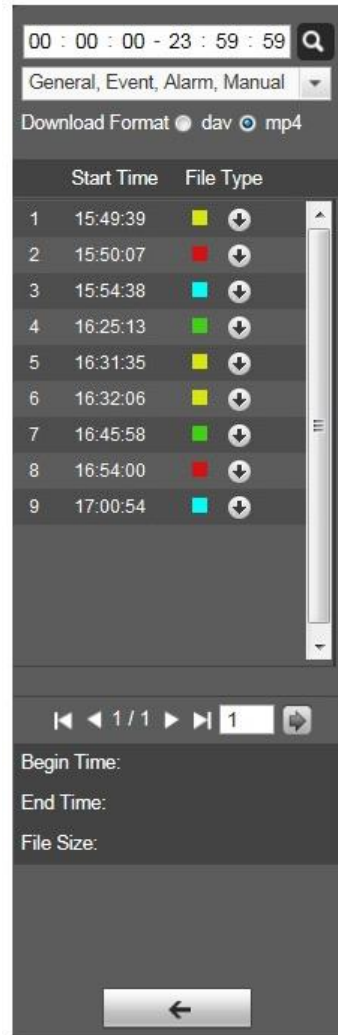 00 : 00 : 00 - 23 : 59 : 59
General, Event, Alarm, Manual
Download Format dav mp4
Start Time File Type
1 15:49:39
2 15:50:07
3 15:54:38
4 16:25:13
5 16:31:35
6 16:32:06
7 16:45:58
8 16:54:00
9 17:00:54
1 / 1 1
Begin Time:
End Time:
File Size: